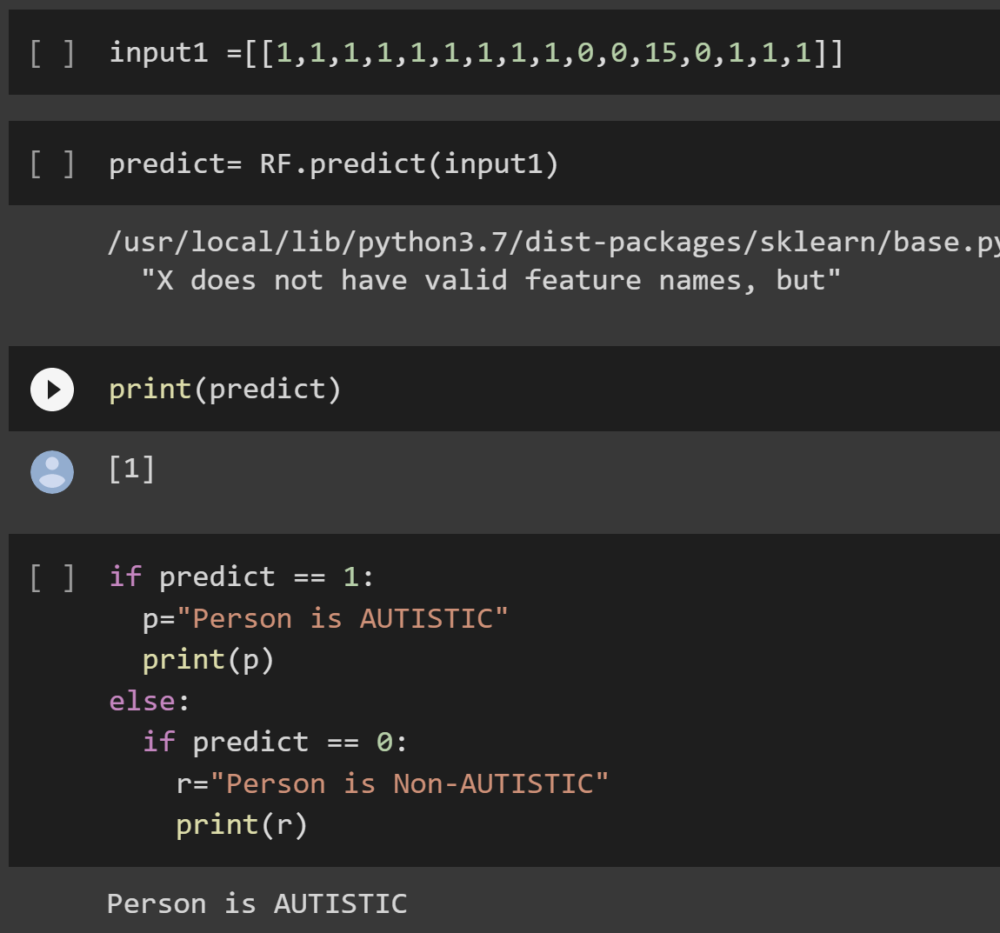 [ ] input1 =[[1,1,1,1,1,1,1,1,1,0,0,15,0,1,1,1]]
[ ] predict= RF.predict(input1)
/usr/local/lib/python3.7/dist-packages/sklearn/base.py
"X does not have valid feature names, but"
print(predict)
[1]
[ ] if predict == 1:
p="Person is AUTISTIC"
print(p)
else:
if predict == 0:
r="Person is Non-AUTISTIC"
print(r)
Person is AUTISTIC